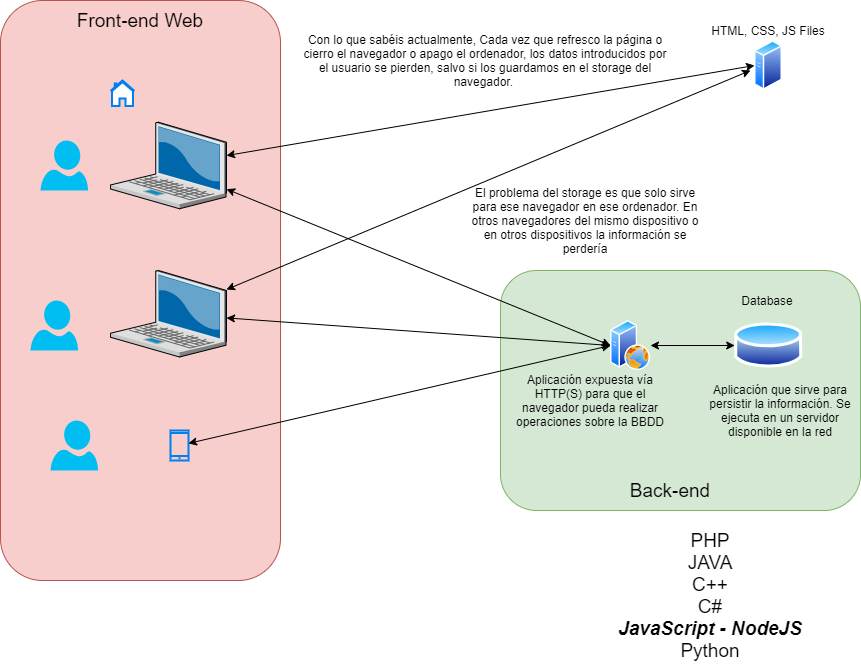 Front-end Web
Con lo que sabéis actualmente, Cada vez que refresco la página o
cierro el navegador o apago el ordenador, los datos introducidos por
el usuario se pierden, salvo si los guardamos en el storage del
navegador.
HTML, CSS, JS Files
El problema del storage es que solo sirve
para ese navegador en ese ordenador. En
otros navegadores del mismo dispositivo o
en otros dispositivos la información se
perdería
Database
Aplicación expuesta vía
HTTP(S) para que el
navegador pueda realizar
operaciones sobre la BBDD
Aplicación que sirve para
persistir la información. Se
ejecuta en un servidor
disponible en la red
Back-end
PHP
JAVA
C++
C#
JavaScript - NodeJS
Python